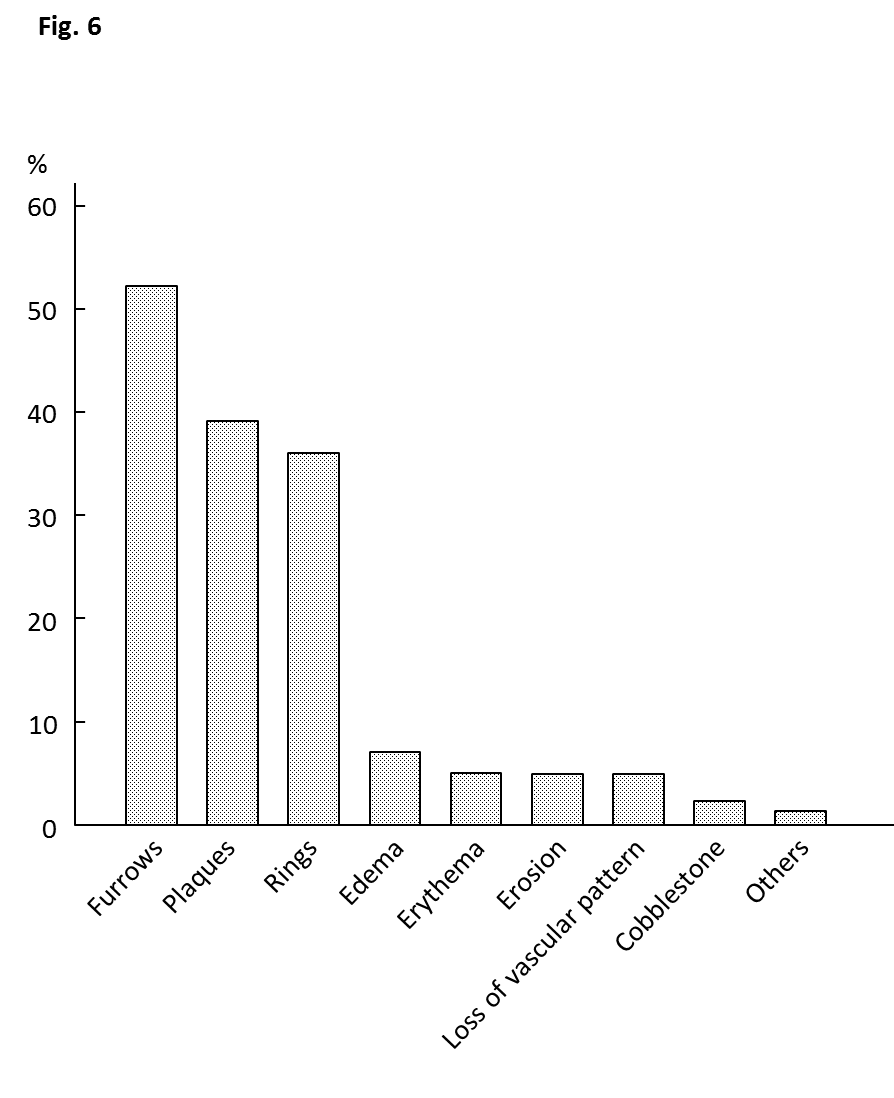 Fig. 6
%
60
50
40
30
20
10
0
Furrows
Plaques
Rings
Edema
Erythema
Erosion
Loss of vascular pattern
Cobblestone
Others